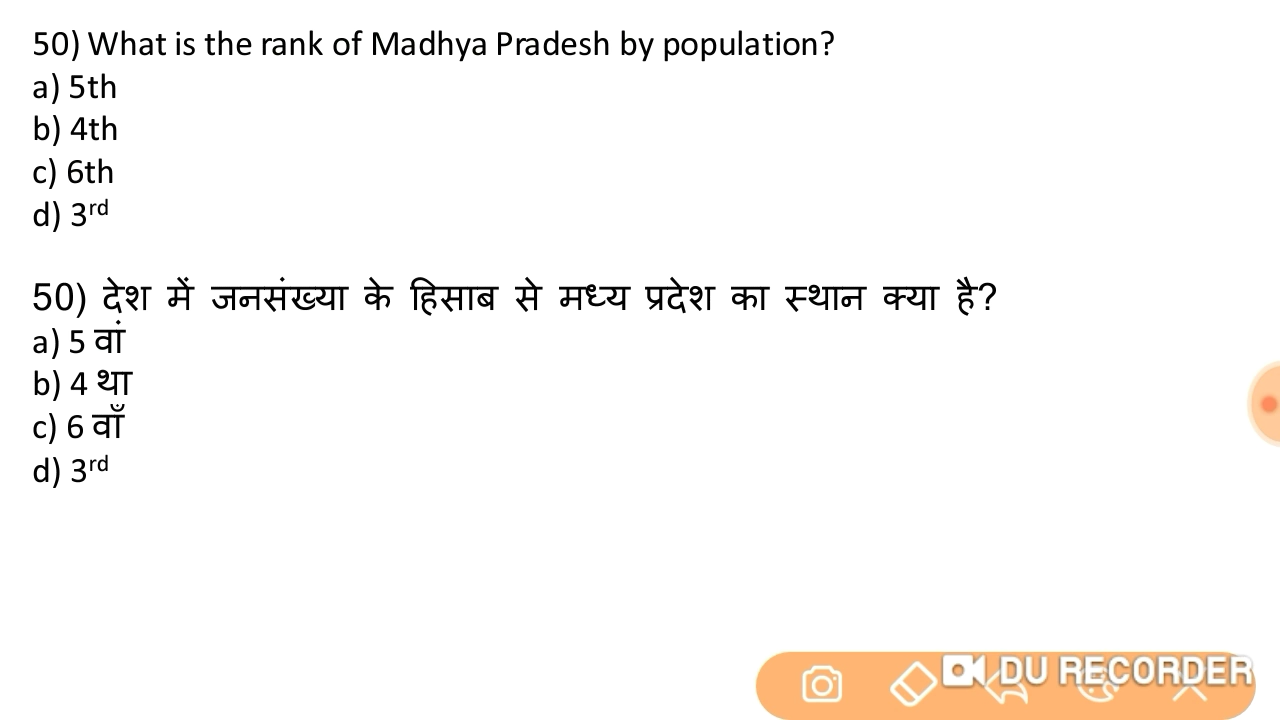 50) What is the rank of Madhya Pradesh by population?
a) 5th
b) 4th
c) 6th
d) 3rd
50) देश में जनसंख्या के हिसाब से मध्य प्रदेश का स्थान क्या है?
a) 5 वां
b) 4 था
c) 6 वाँ
d) 3rd
DU RECORDER